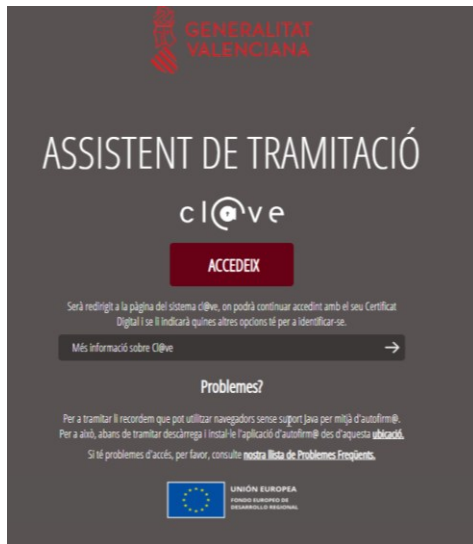 GENERALITAT
VALENCIANA
ASSISTENT DE TRAMITACIÓ
cl@ve
ACCEDEIX
Serà redirigit a la pàgina del sistema cl@ve, on podrà continuar accedint amb el seu Certificat
Digital i se li indicarà quines altres opcions té per a identificar-se.
Més informació sobre Cl@ve →
Problemes?
Per a tramitar li recordem que pot utilitzar navegadors sense suport Java per mitjà d'autofirm@.
Per a això, abans de tramitar descàrrega i instal·le l'aplicació d'autofirm@ des d'aquesta ubicació.
Si té problemes d'accés, per favor, consulte nostra llista de Problemes Freqüents.
UNIÓN EUROPEA
FONDO EUROPEO DE
DESARROLLO REGIONAL